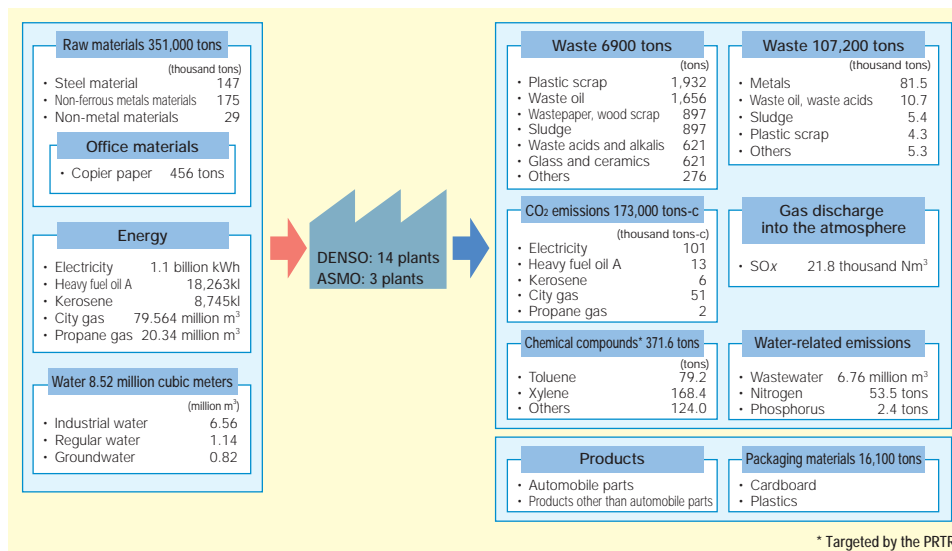 Raw materials 351,000 tons
(thousand tons)
・ Steel material 147
・ Non-ferrous metals materials 175
・ Non-metal materials 29
Office materials
・ Copier paper 456 tons
Energy
・ Electricity 1.1 billion kWh
・ Heavy fuel oil A 18,263kl
・ Kerosene 8,745kl
・ City gas 79.564 million m³
・ Propane gas 20.34 million m³
Water 8.52 million cubic meters
(million m³)
・ Industrial water 6.56
・ Regular water 1.14
・ Groundwater 0.82
DENSO: 14 plants
ASMO: 3 plants
Waste 6900 tons
(tons)
・ Plastic scrap 1,932
・ Waste oil 1,656
・ Wastepaper, wood scrap 897
・ Sludge 897
・ Waste acids and alkalis 621
・ Glass and ceramics 621
・ Others 276
Waste 107,200 tons
(thousand tons)
・ Metals 81.5
・ Waste oil, waste acids 10.7
・ Sludge 5.4
・ Plastic scrap 4.3
・ Others 5.3
CO₂ emissions 173,000 tons-c
(thousand tons-c)
・ Electricity 101
・ Heavy fuel oil A 13
・ Kerosene 6
・ City gas 51
・ Propane gas 2
Gas discharge
into the atmosphere
・ SOx 21.8 thousand Nm³
Chemical compounds* 371.6 tons
(tons)
・ Toluene 79.2
・ Xylene 168.4
・ Others 124.0
Water-related emissions
・ Wastewater 6.76 million m³
・ Nitrogen 53.5 tons
・ Phosphorus 2.4 tons
Products
・ Automobile parts
・ Products other than automobile parts
Packaging materials 16,100 tons
・ Cardboard
・ Plastics
* Targeted by the PRTR